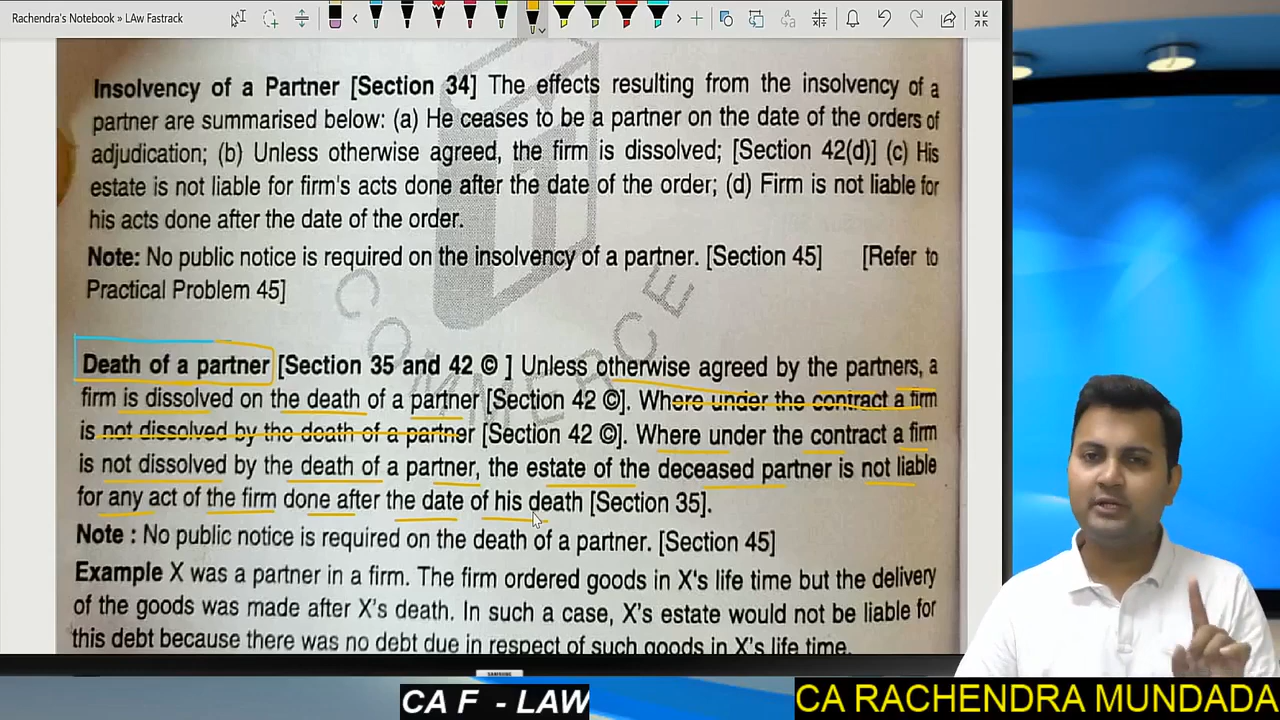 Rachendra's Notebook » LAw Fastrack
Insolvency of a Partner [Section 34] The effects resulting from the insolvency of a
partner are summarised below: (a) He ceases to be a partner on the date of the orders of
adjudication; (b) Unless otherwise agreed, the firm is dissolved; [Section 42(d)] (c) His
estate is not liable for firm's acts done after the date of the order; (d) Firm is not liable for
his acts done after the date of the order.
Note: No public notice is required on the insolvency of a partner. [Section 45] [Refer to
Practical Problem 45]
COMMERCE
Death of a partner [Section 35 and 42 © ] Unless otherwise agreed by the partners, a
firm is dissolved on the death of a partner [Section 42 ©]. Where under the contract a firm
is not dissolved by the death of a partner [Section 42 ©]. Where under the contract a firm
is not dissolved by the death of a partner, the estate of the deceased partner is not liable
for any act of the firm done after the date of his death [Section 35].
Note : No public notice is required on the death of a partner. [Section 45]
Example X was a partner in a firm. The firm ordered goods in X's life time but the delivery
of the goods was made after X's death. In such a case, X's estate would not be liable for
this debt because there was no debt due in respect of such goods in X's life time.
SAMSUNG
CA F - LAW
CA RACHENDRA MUNDADA